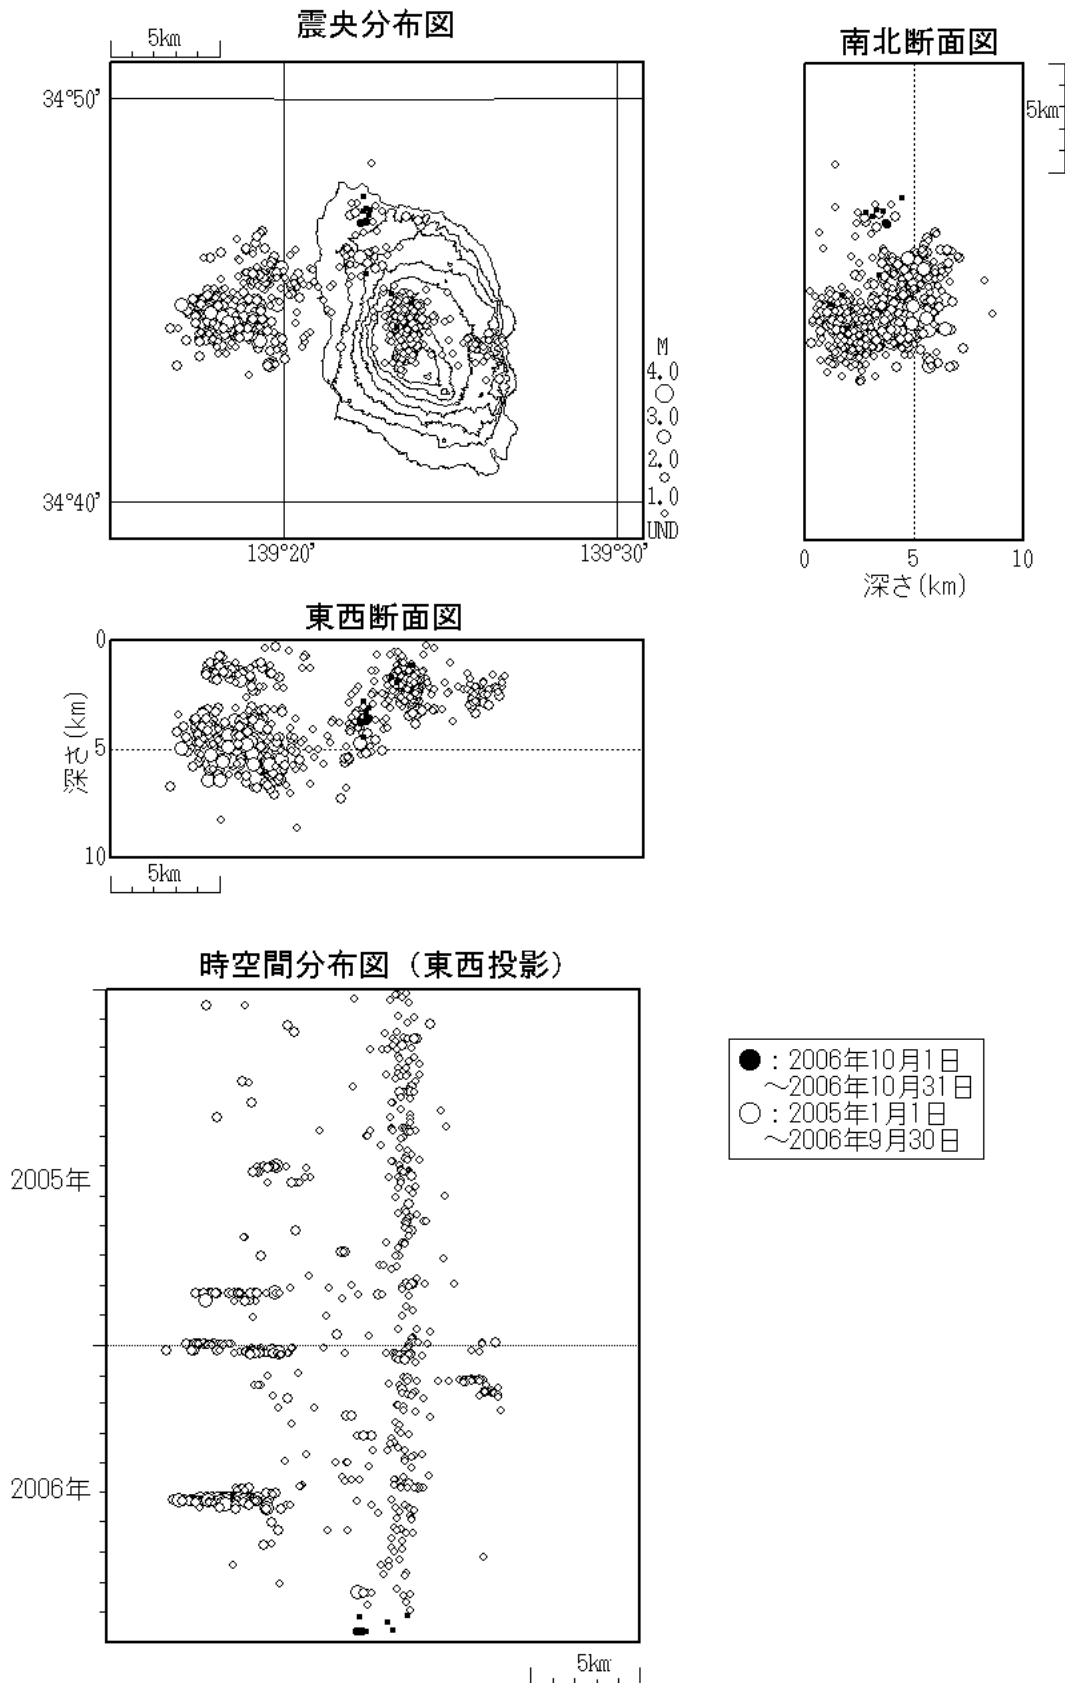 震央分布図
5km
34°50'
34°40'
139°20'
139°30'
M
4.0
3.0
2.0
1.0
UND
南北断面図
5km
0
5
10
深さ(km)
東西断面図
0
5
10
深さ(km)
5km
時空間分布図（東西投影）
2005年
2006年
5km
●：2006年10月1日
～2006年10月31日
○：2005年1月1日
～2006年9月30日